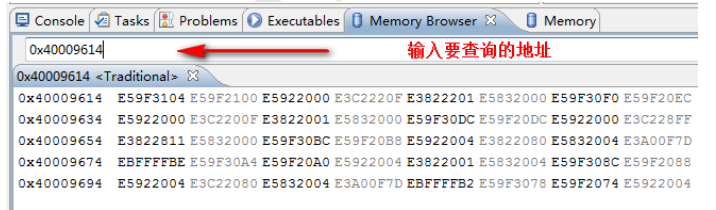 Console Tasks Problems Executables Memory Browser Memory
0x40009614 输入要查询的地址
0x40009614 <Traditional>
0x40009614 E59F3104 E59F2100 E5922000 E3C2220F E3822201 E5832000 E59F30F0 E59F20EC
0x40009634 E5922000 E3C2200F E3822001 E5832000 E59F30DC E59F20DC E5922000 E3C228FF
0x40009654 E3822811 E5832000 E59F30BC E59F20B8 E5922004 E3822080 E5832004 E3A00F7D
0x40009674 EBFFFFBE E59F30A4 E59F20A0 E5922004 E3822001 E5832004 E59F308C E59F2088
0x40009694 E5922004 E3C22080 E5832004 E3A00F7D EBFFFFB2 E59F3078 E59F2074 E5922004